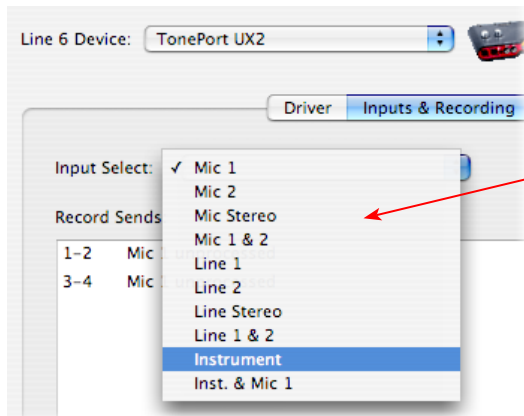 Line 6 Device: TonePort UX2
Driver Inputs & Recording
Input Select: ✓ Mic 1
Mic 2
Mic Stereo
Record Sends
Mic 1 & 2
1-2 Mic
Line 1
3-4 Mic
Line 2
Line Stereo
Line 1 & 2
Instrument
Inst. & Mic 1